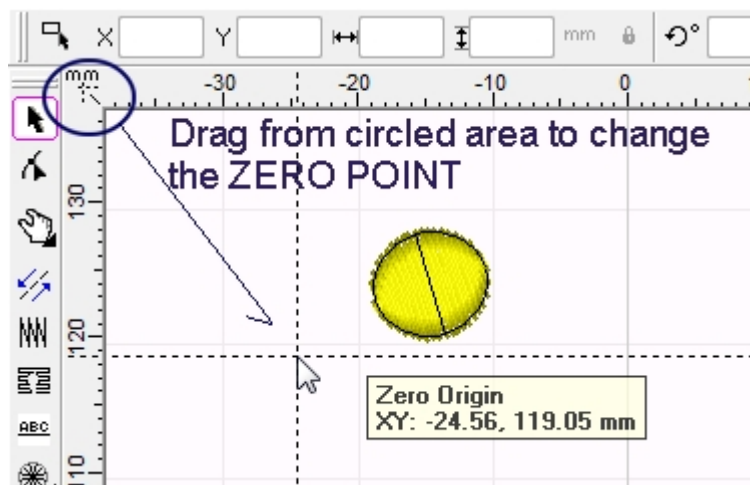 X Y mm °
mm -30 -20 -10 0
Drag from circled area to change
the ZERO POINT
130
120
Zero Origin
XY: -24.56, 119.05 mm
ABC
110